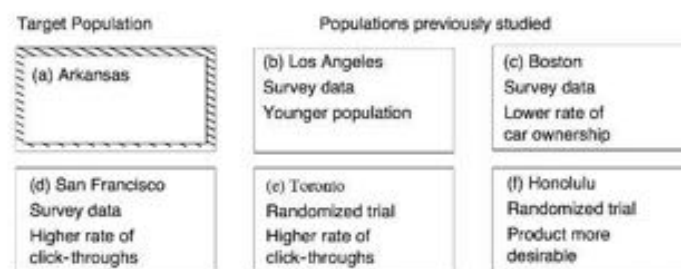 Target Population
Populations previously studied
(a) Arkansas
(b) Los Angeles
Survey data
Younger population
(c) Boston
Survey data
Lower rate of
car ownership
(d) San Francisco
Survey data
Higher rate of
click-throughs
(e) Toronto
Randomized trial
Higher rate of
click-throughs
(f) Honolulu
Randomized trial
Product more
desirable